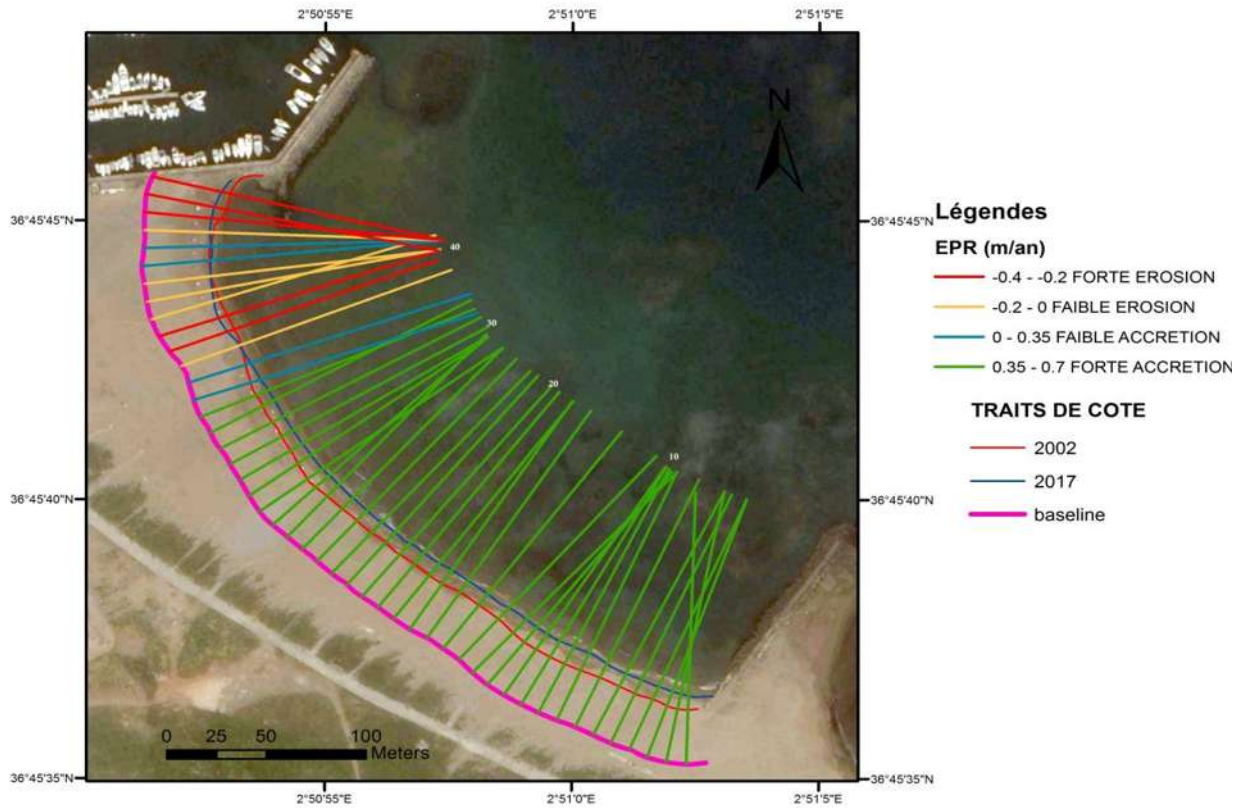 2°50'55"E 2°51'0"E 2°51'5"E
N
36°45'45"N 36°45'45"N
40
30
20
10
36°45'40"N 36°45'40"N
36°45'35"N 36°45'35"N
0 25 50 100
Meters
2°50'55"E 2°51'0"E 2°51'5"E
Légendes
EPR (m/an)
-0.4 - -0.2 FORTE EROSION
-0.2 - 0 FAIBLE EROSION
0 - 0.35 FAIBLE ACCRETION
0.35 - 0.7 FORTE ACCRETION
TRAITS DE COTE
2002
2017
baseline